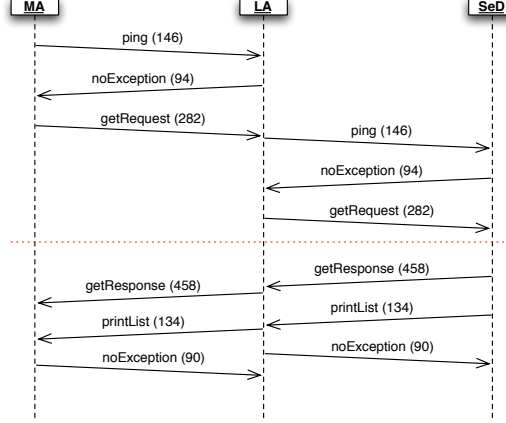 MA
LA
SeD
ping (146)
noException (94)
getRequest (282)
ping (146)
noException (94)
getRequest (282)
getResponse (458)
getResponse (458)
printList (134)
printList (134)
noException (90)
noException (90)